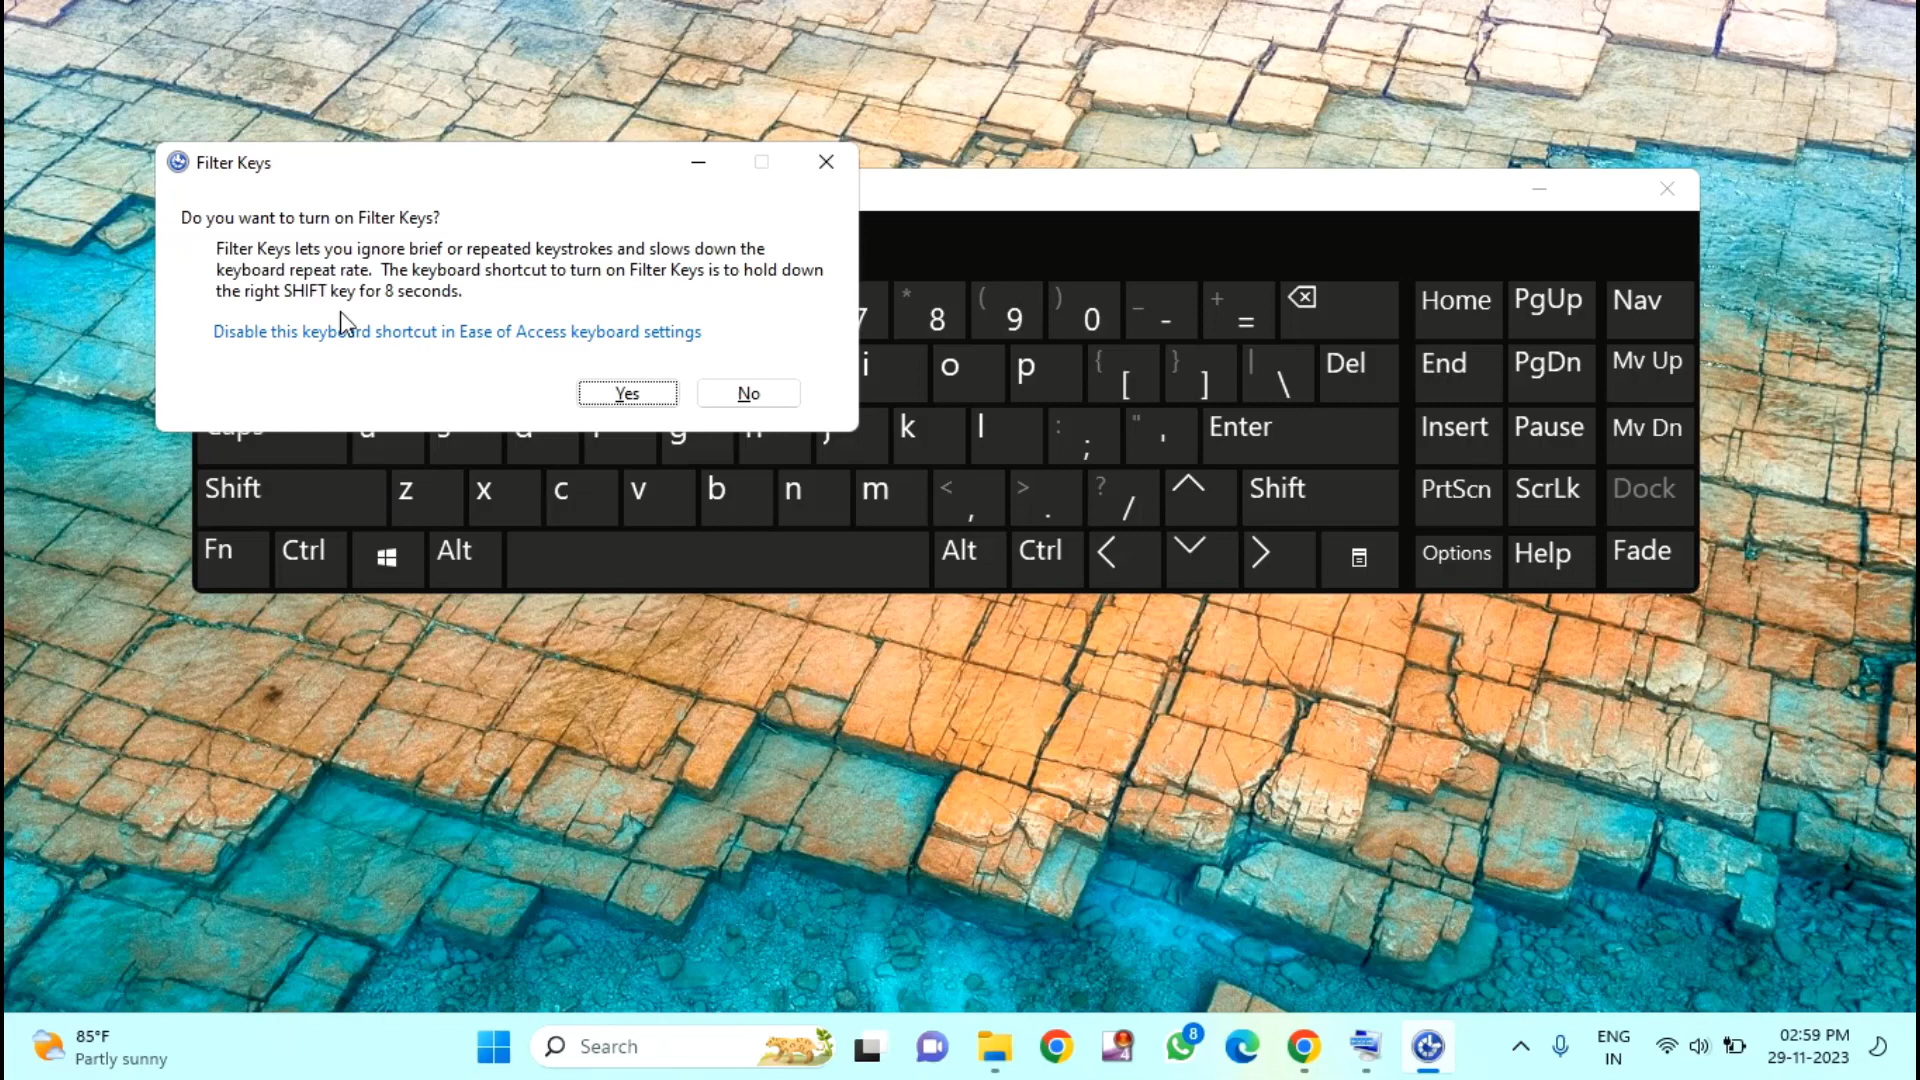 Filter Keys
Do you want to turn on Filter Keys?
Filter Keys lets you ignore brief or repeated keystrokes and slows down the
keyboard repeat rate.  The keyboard shortcut to turn on Filter Keys is to hold down
the right SHIFT key for 8 seconds.
Disable this keyboard shortcut in Ease of Access keyboard settings
Yes No
7 * 8 ( 9 ) 0 _ - + = Home PgUp Nav
i o p { [ } ] | \ Del End PgDn Mv Up
k l : ; " ' Enter Insert Pause Mv Dn
Shift z x c v b n m < , > . ? / Shift PrtScn ScrLk Dock
Fn Ctrl Alt Alt Ctrl Options Help Fade
85°F
Partly sunny
Search
4
8
ENG
IN
02:59 PM
29-11-2023